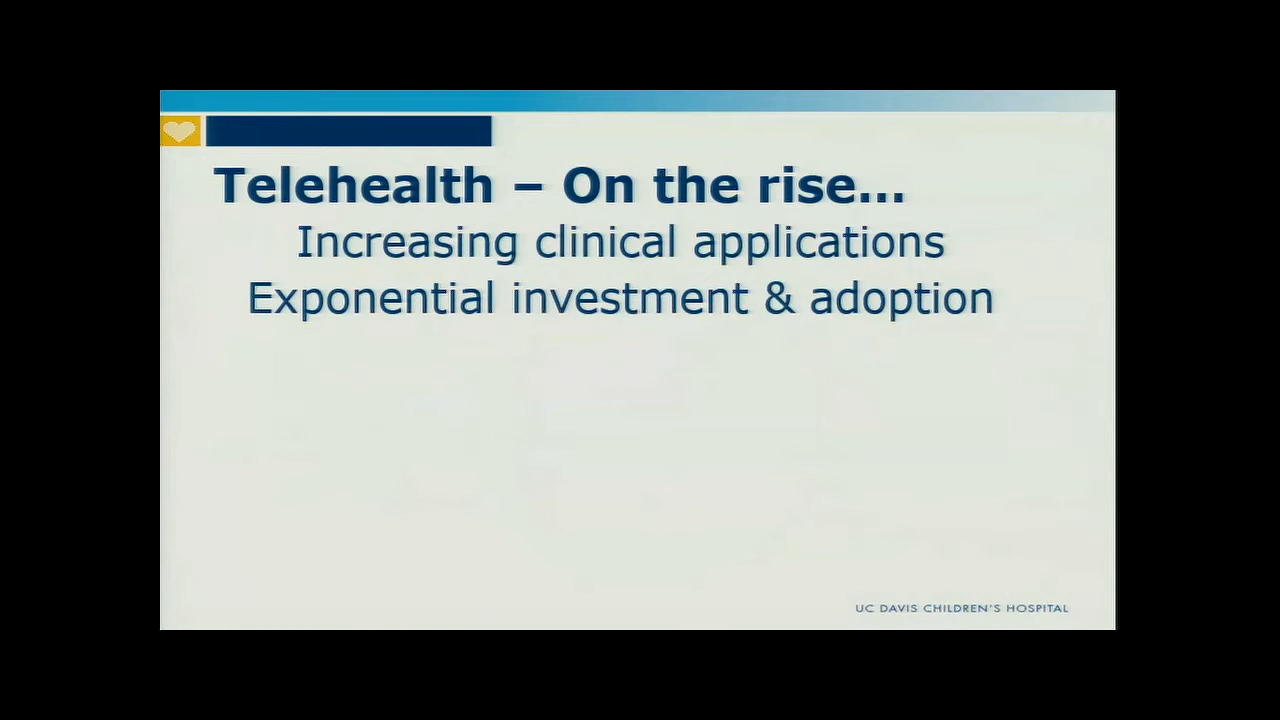 Telehealth – On the rise...
Increasing clinical applications
Exponential investment & adoption
UC DAVIS CHILDREN'S HOSPITAL